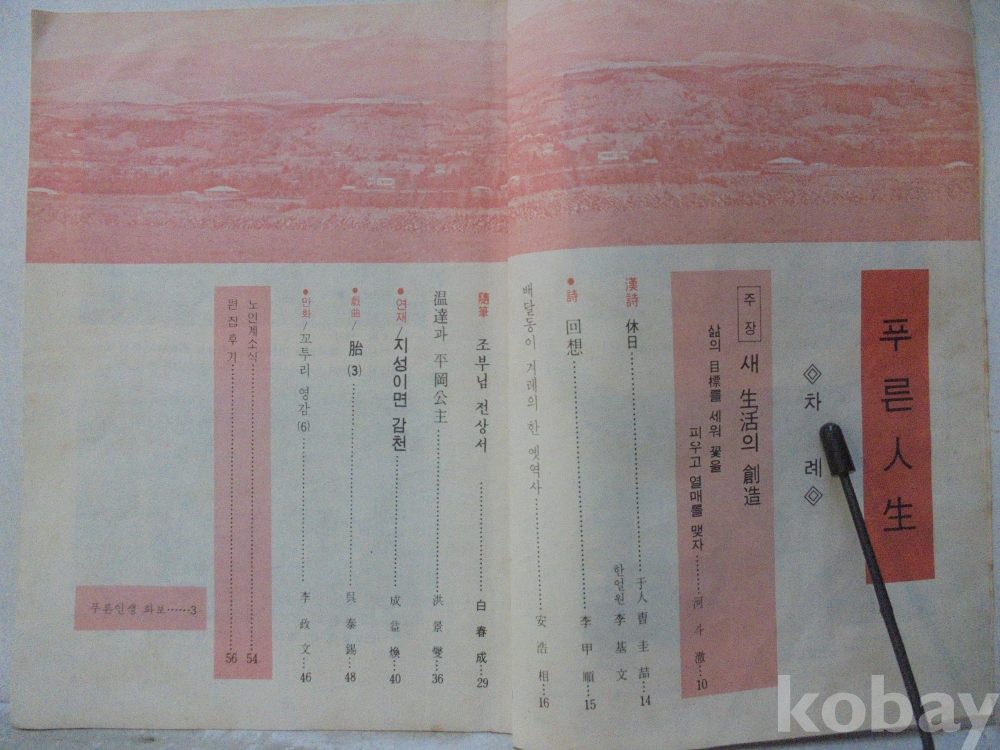 푸른人生
◎차 례◎
주장 새 生活의 創造
삶의 目標를 세워 꽃을
피우고 열매를 맺자……河斗澈…10
漢詩 休日……于人 曺圭喆…14
한얼원 李基文
●詩 回想……李甲順…15
배달동이 겨레의 한 옛역사……安浩相…16
隨筆 조부님 전상서……白春成…29
温達과 平岡公主……洪景燮…36
●연재/지성이면 감천……成益煥…40
●戱曲/胎(3)……呉泰錫…48
●만화/꼬투리 영감(6)……李政文…46
노인계소식……54
편집후기……56
푸른인생 화보……3
kobay